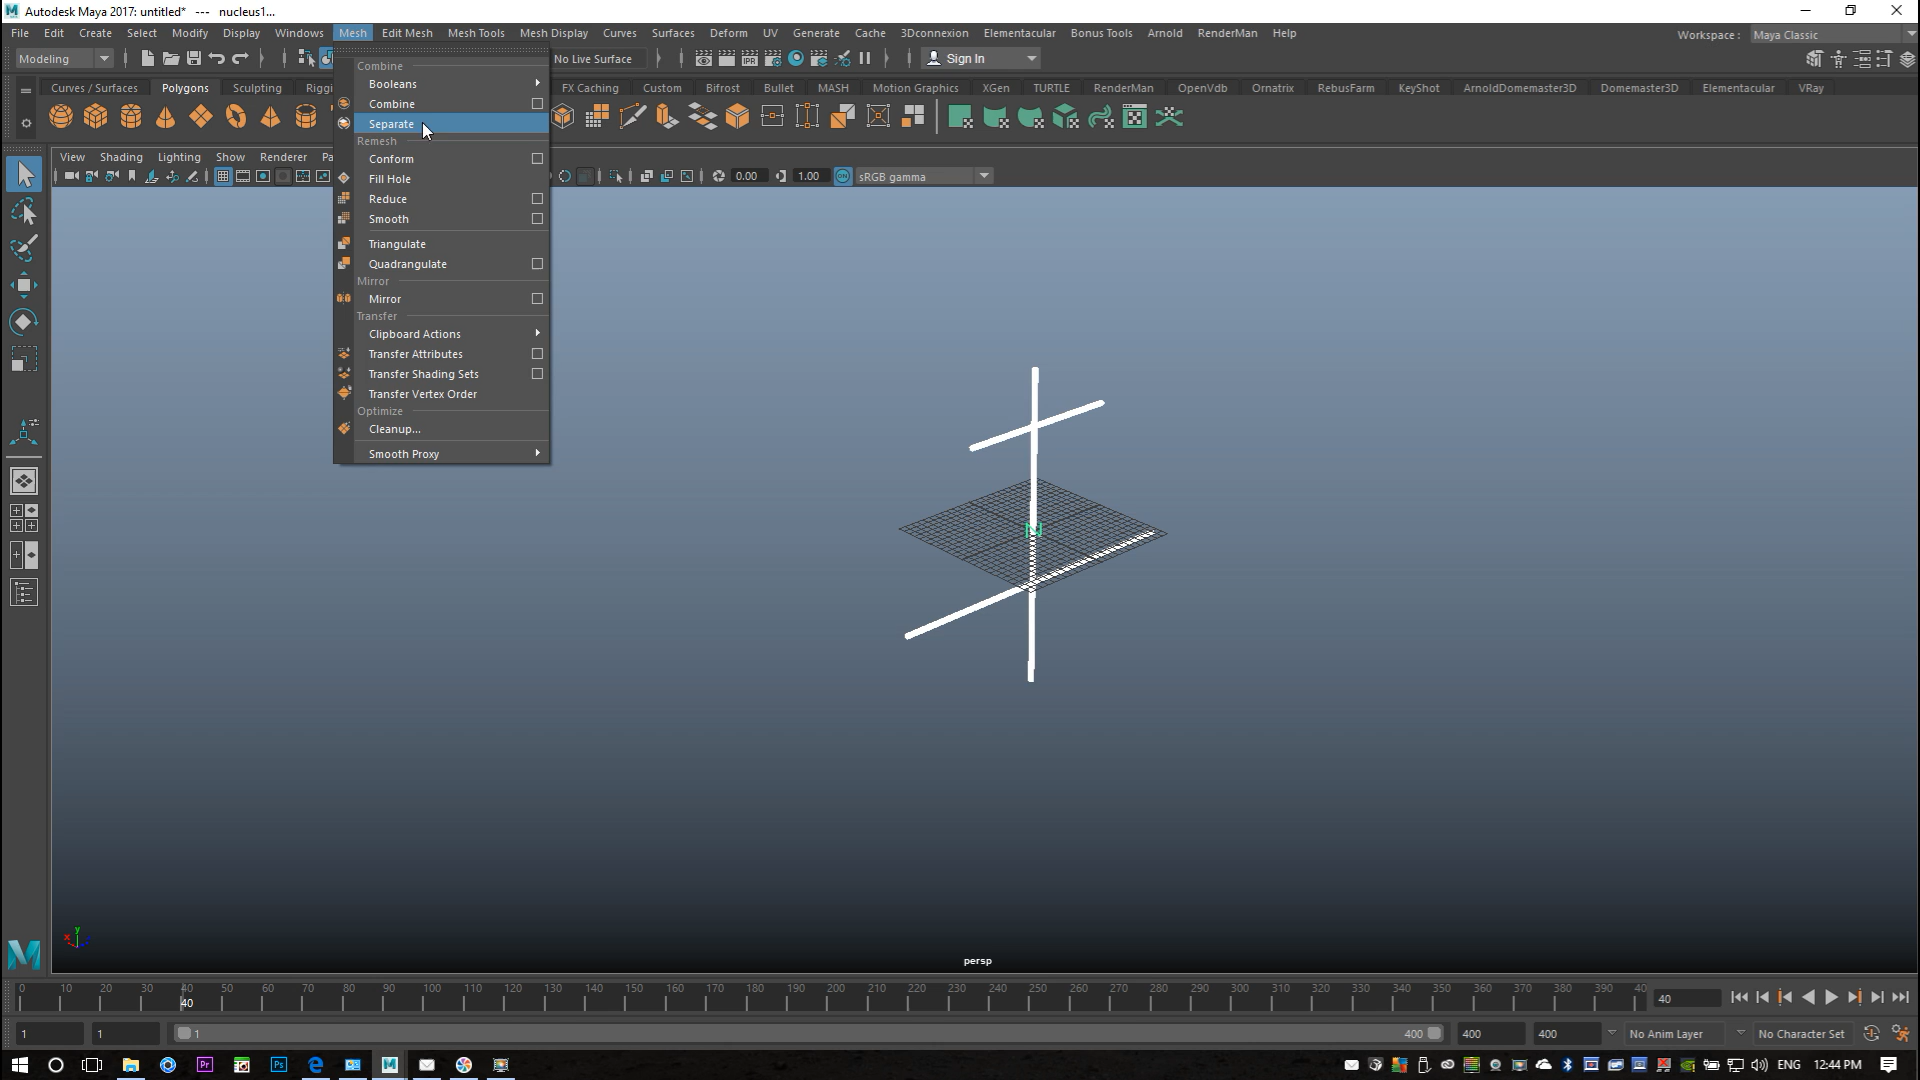 Autodesk Maya 2017: untitled*   ---   nucleus1...
File Edit Create Select Modify Display Windows Mesh Edit Mesh Mesh Tools Mesh Display Curves Surfaces Deform UV Generate Cache 3Dconnexion Elementacular Bonus Tools Arnold RenderMan Help
Workspace : Maya Classic
Modeling No Live Surface IPR Sign In
Curves / Surfaces Polygons Sculpting Riggi FX Caching Custom Bifrost Bullet MASH Motion Graphics XGen TURTLE RenderMan OpenVdb Ornatrix RebusFarm KeyShot ArnoldDomemaster3D Domemaster3D Elementacular VRay
Combine
Booleans
Combine
Separate
Remesh
Conform
Fill Hole
Reduce
Smooth
Triangulate
Quadrangulate
Mirror
Mirror
Transfer
Clipboard Actions
Transfer Attributes
Transfer Shading Sets
Transfer Vertex Order
Optimize
Cleanup...
Smooth Proxy
View Shading Lighting Show Renderer Pa
0.00 1.00 ON sRGB gamma
N
y
x
persp
0 10 20 30 40 50 60 70 80 90 100 110 120 130 140 150 160 170 180 190 200 210 220 230 240 250 260 270 280 290 300 310 320 330 340 350 360 370 380 390 40
40
40
1 1 1 400 400 400 No Anim Layer No Character Set
Pr Ps ENG 12:44 PM